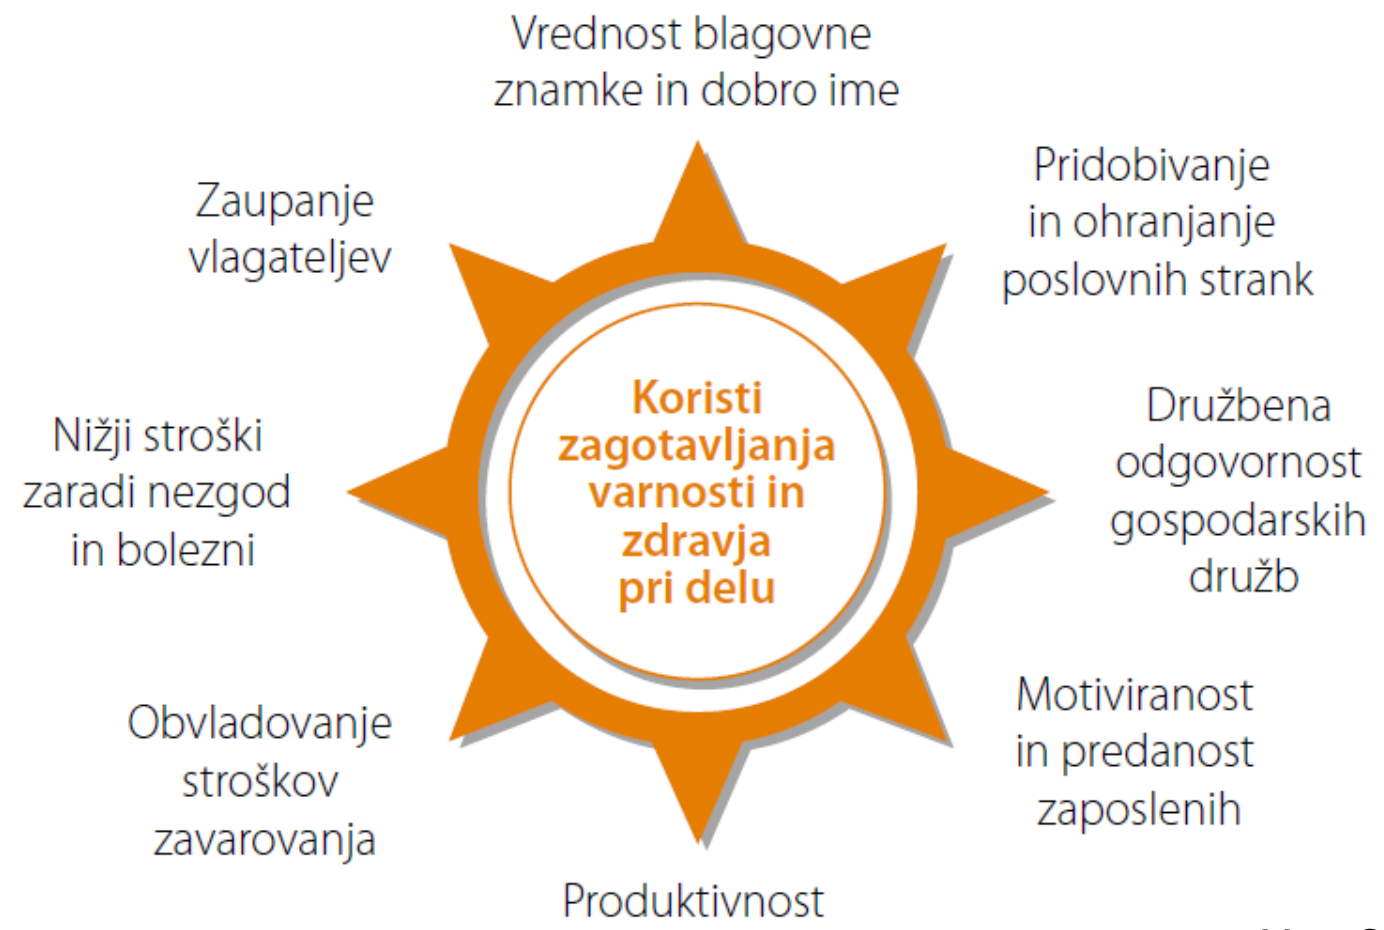 Vrednost blagovne
znamke in dobro ime
Pridobivanje
in ohranjanje
poslovnih strank
Družbena
odgovornost
gospodarskih
družb
Motiviranost
in predanost
zaposlenih
Produktivnost
Obvladovanje
stroškov
zavarovanja
Nižji stroški
zaradi nezgod
in bolezni
Zaupanje
vlagateljev
Koristi
zagotavljanja
varnosti in
zdravja
pri delu